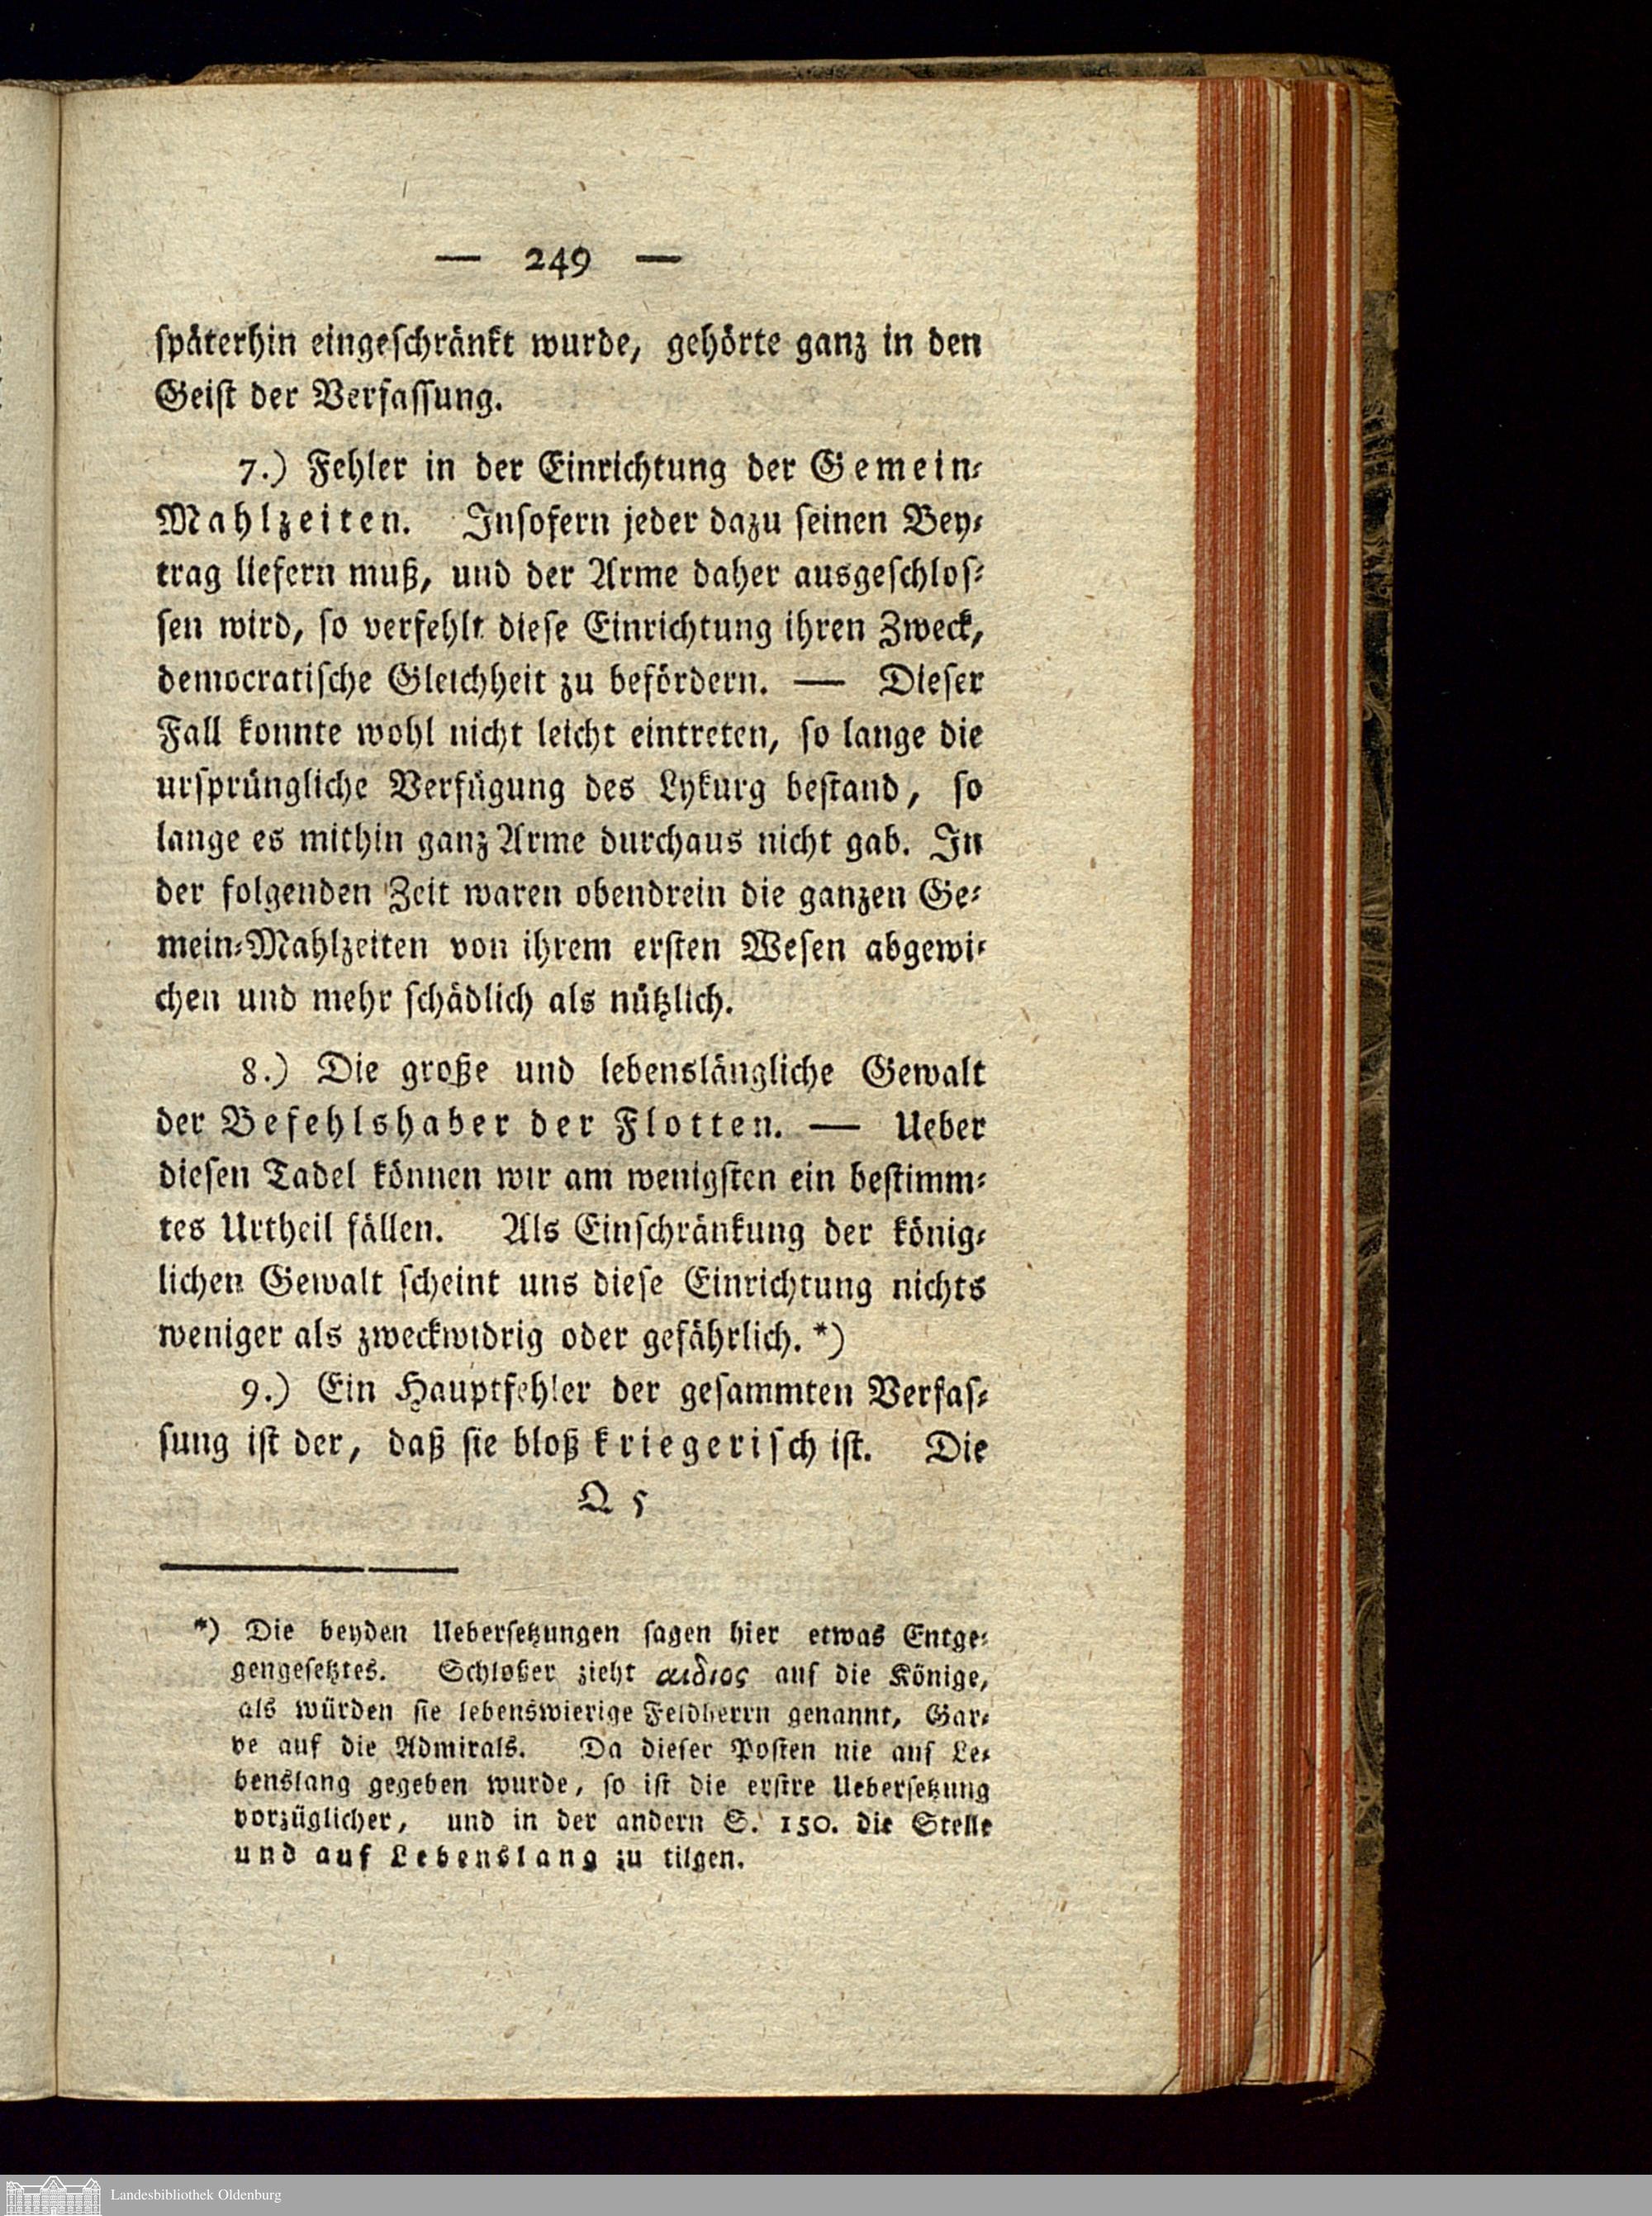 — 249 —
späterhin eingeschränkt wurde, gehörte ganz in den
Geist der Verfassung.
7.) Fehler in der Einrichtung der Gemein-
Mahlzeiten. Insofern jeder dazu seinen Bey-
trag liefern muß, und der Arme daher ausgeschlos-
sen wird, so verfehlt diese Einrichtung ihren Zweck,
democratische Gleichheit zu befördern. — Dieser
Fall konnte wohl nicht leicht eintreten, so lange die
ursprüngliche Verfügung des Lykurg bestand, so
lange es mithin ganz Arme durchaus nicht gab. In
der folgenden Zeit waren obendrein die ganzen Ge-
mein-Mahlzeiten von ihrem ersten Wesen abgewi-
chen und mehr schädlich als nützlich.
8.) Die große und lebenslängliche Gewalt
der Befehlshaber der Flotten. — Ueber
diesen Tadel können wir am wenigsten ein bestimm-
tes Urtheil fällen. Als Einschränkung der könig-
lichen Gewalt scheint uns diese Einrichtung nichts
weniger als zweckwidrig oder gefährlich. *)
9.) Ein Hauptfehler der gesammten Verfas-
sung ist der, daß sie bloß kriegerisch ist. Die
Q 5
*) Die beyden Uebersetzungen sagen hier etwas Entge-
gengesetztes. Schloßer zieht αιδιος auf die Könige,
als würden sie lebenswierige Feldherrn genannt, Gar-
ve auf die Admirals. Da dieser Posten nie auf Le-
benslang gegeben wurde, so ist die erstre Uebersetzung
vorzüglicher, und in der andern S. 150. die Stelle
und auf Lebenslang zu tilgen.
Landesbibliothek Oldenburg